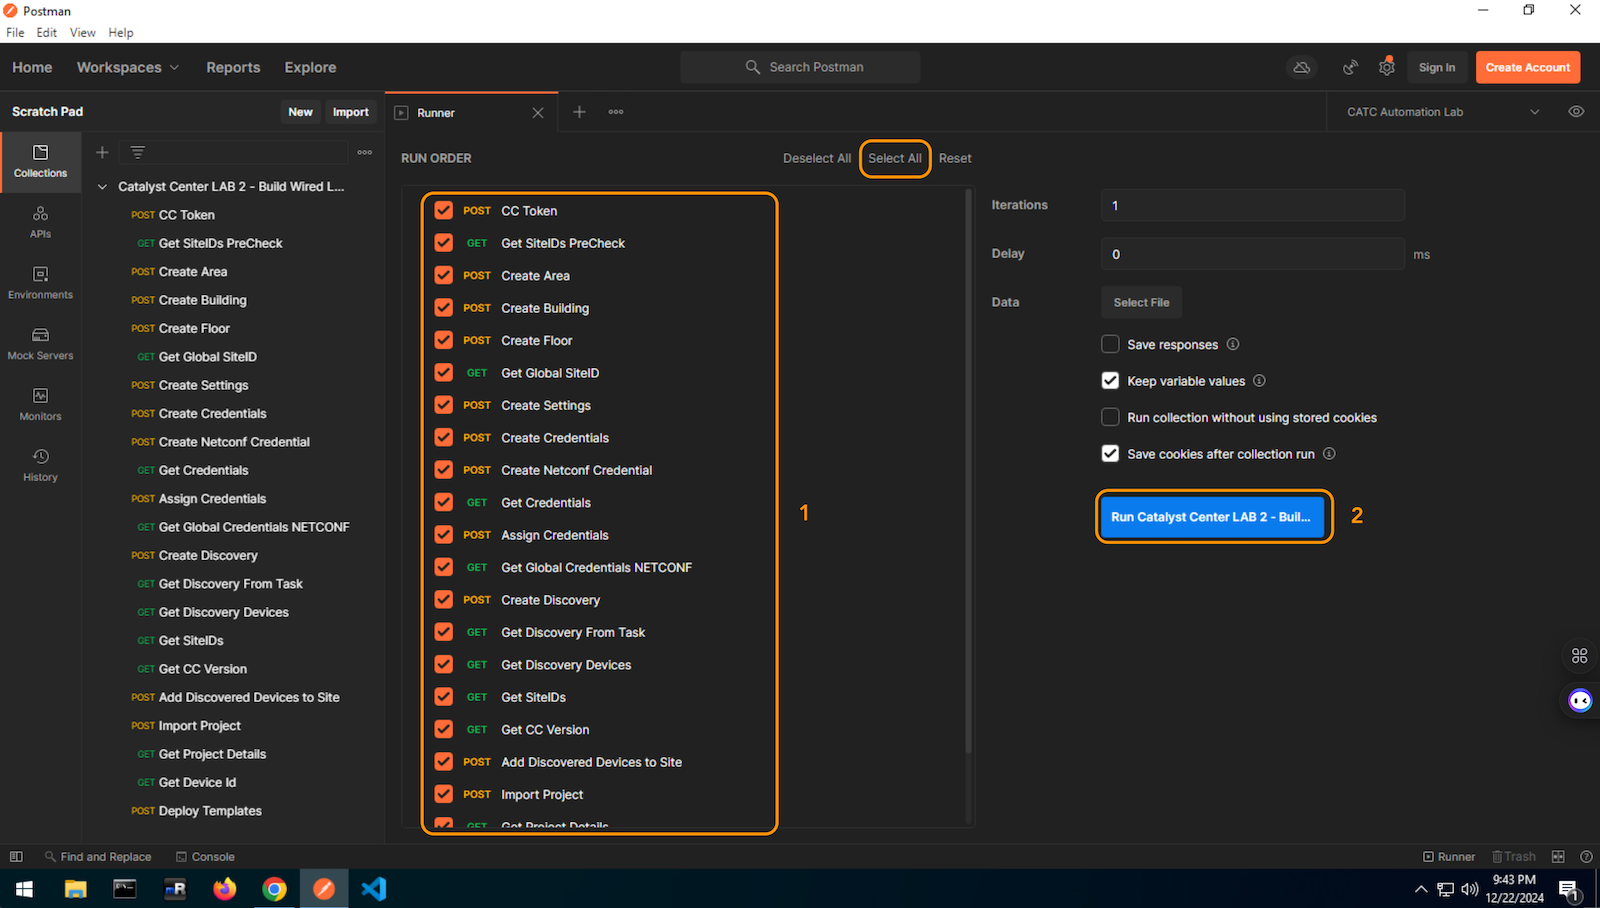 Postman
File Edit View Help
Home Workspaces Reports Explore Search Postman Sign In Create Account
Scratch Pad New Import Runner CATC Automation Lab
Collections
APIs
Environments
Mock Servers
Monitors
History
Catalyst Center LAB 2 - Build Wired L...
POST CC Token
GET Get SiteIDs PreCheck
POST Create Area
POST Create Building
POST Create Floor
GET Get Global SiteID
POST Create Settings
POST Create Credentials
POST Create Netconf Credential
GET Get Credentials
POST Assign Credentials
GET Get Global Credentials NETCONF
POST Create Discovery
GET Get Discovery From Task
GET Get Discovery Devices
GET Get SiteIDs
GET Get CC Version
POST Add Discovered Devices to Site
POST Import Project
GET Get Project Details
GET Get Device Id
POST Deploy Templates
RUN ORDER Deselect All Select All Reset
POST CC Token
GET Get SiteIDs PreCheck
POST Create Area
POST Create Building
POST Create Floor
GET Get Global SiteID
POST Create Settings
POST Create Credentials
POST Create Netconf Credential
GET Get Credentials
POST Assign Credentials
GET Get Global Credentials NETCONF
POST Create Discovery
GET Get Discovery From Task
GET Get Discovery Devices
GET Get SiteIDs
GET Get CC Version
POST Add Discovered Devices to Site
POST Import Project
GET Get Project Details
1
Iterations 1
Delay 0 ms
Data Select File
Save responses
Keep variable values
Run collection without using stored cookies
Save cookies after collection run
Run Catalyst Center LAB 2 - Buil... 2
Find and Replace Console Runner Trash
9:43 PM
12/22/2024
1